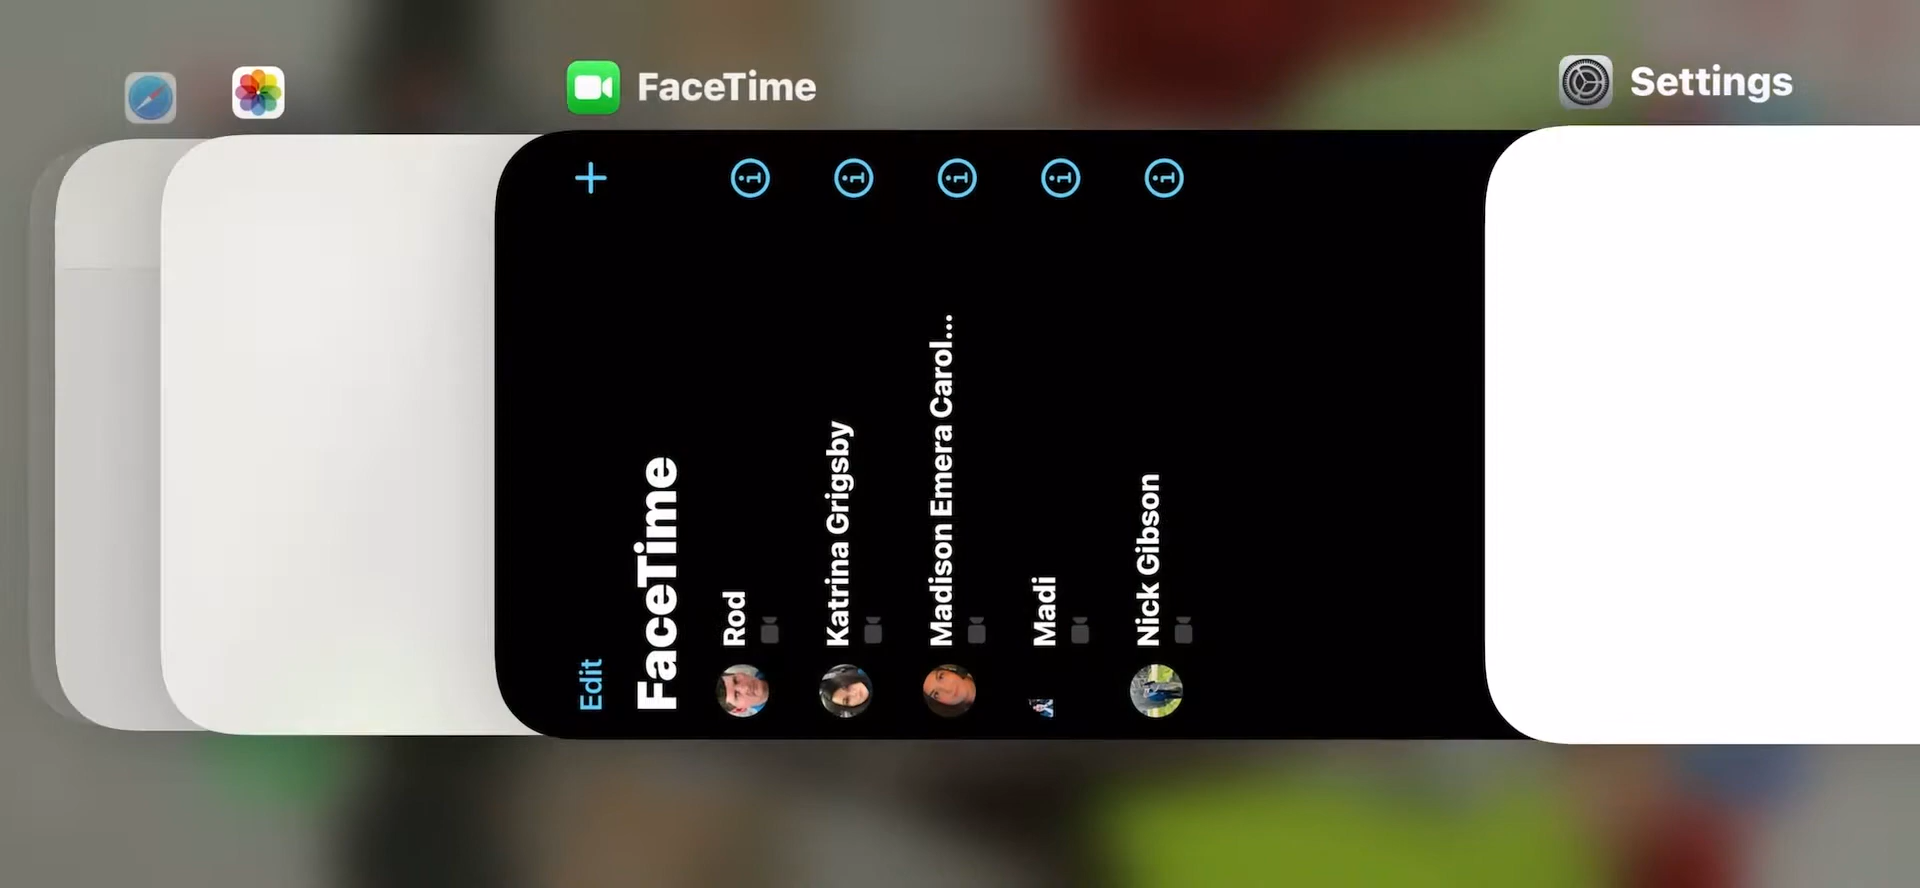 FaceTime
Settings
Edit
FaceTime
Rod
Katrina Grigsby
Madison Emera Carol...
Madi
Nick Gibson